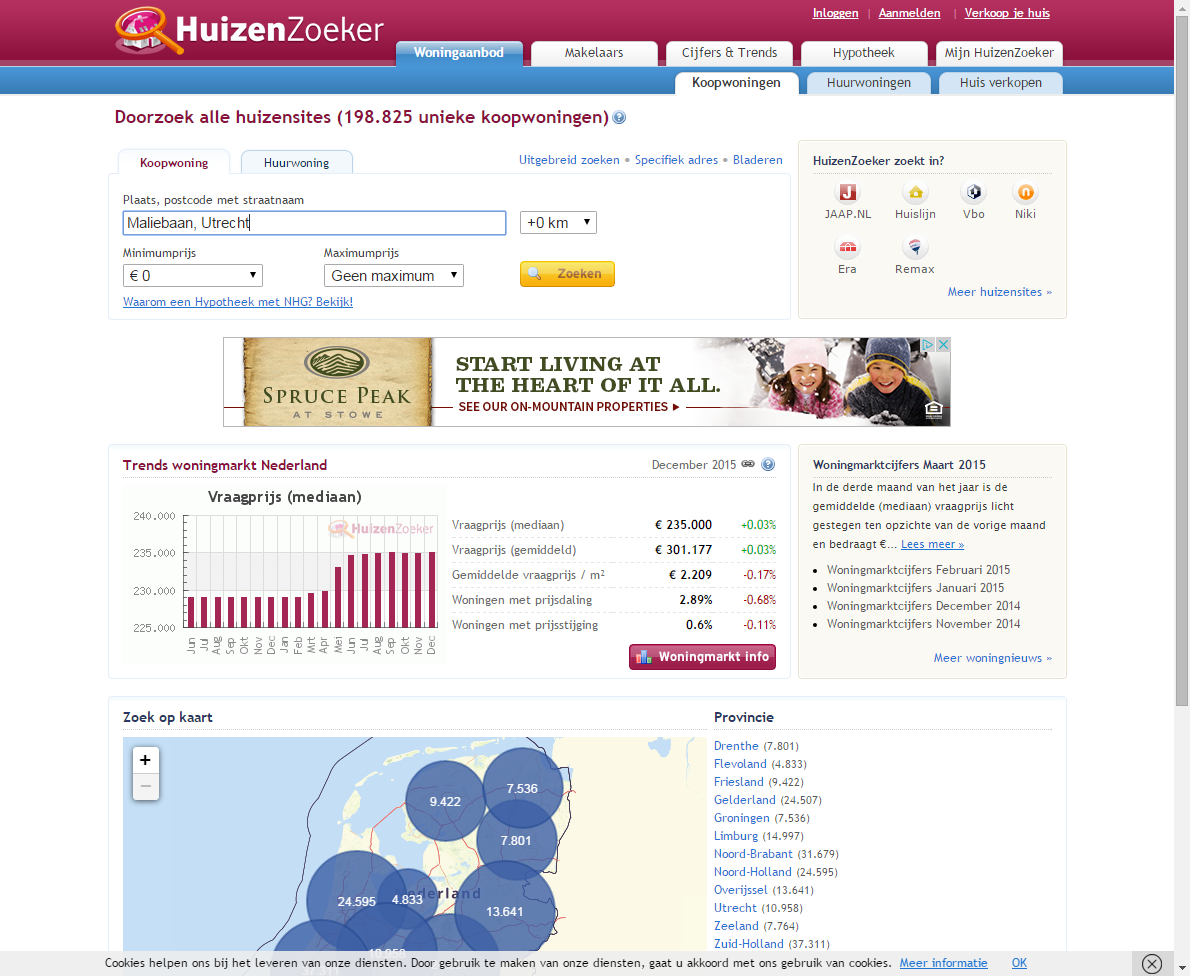 Inloggen | Aanmelden | Verkoop je huis
HuizenZoeker
Woningaanbod Makelaars Cijfers & Trends Hypotheek Mijn HuizenZoeker
Koopwoningen Huurwoningen Huis verkopen
Doorzoek alle huizensites (198.825 unieke koopwoningen) ?
Koopwoning Huurwoning
Uitgebreid zoeken • Specifiek adres • Bladeren
Plaats, postcode met straatnaam
Maliebaan, Utrecht +0 km
Minimumprijs Maximumprijs
€ 0 Geen maximum Zoeken
Waarom een Hypotheek met NHG? Bekijk!
HuizenZoeker zoekt in?
JAAP.NL Huislijn Vbo Niki
Era Remax
Meer huizensites »
SPRUCE PEAK
AT STOWE
START LIVING AT
THE HEART OF IT ALL.
SEE OUR ON-MOUNTAIN PROPERTIES
Trends woningmarkt Nederland
December 2015 ?
Vraagprijs (mediaan)
HuizenZoeker
240.000
235.000
230.000
225.000
Jun Jul Aug Sep Okt Nov Dec Jan Feb Mrt Apr Mei Jun Jul Aug Sep Okt Nov Dec
Vraagprijs (mediaan) € 235.000 +0.03%
Vraagprijs (gemiddeld) € 301.177 +0.03%
Gemiddelde vraagprijs / m² € 2.209 -0.17%
Woningen met prijsdaling 2.89% -0.68%
Woningen met prijsstijging 0.6% -0.11%
Woningmarkt info
Woningmarktcijfers Maart 2015
In de derde maand van het jaar is de
gemiddelde (mediaan) vraagprijs licht
gestegen ten opzichte van de vorige maand
en bedraagt €... Lees meer »
• Woningmarktcijfers Februari 2015
• Woningmarktcijfers Januari 2015
• Woningmarktcijfers December 2014
• Woningmarktcijfers November 2014
Meer woningnieuws »
Zoek op kaart
+
−
9.422
7.536
7.801
24.595
4.833
Nederland
13.641
10.958
37.311
Provincie
Drenthe (7.801)
Flevoland (4.833)
Friesland (9.422)
Gelderland (24.507)
Groningen (7.536)
Limburg (14.997)
Noord-Brabant (31.679)
Noord-Holland (24.595)
Overijssel (13.641)
Utrecht (10.958)
Zeeland (7.764)
Zuid-Holland (37.311)
Cookies helpen ons bij het leveren van onze diensten. Door gebruik te maken van onze diensten, gaat u akkoord met ons gebruik van cookies. Meer informatie OK